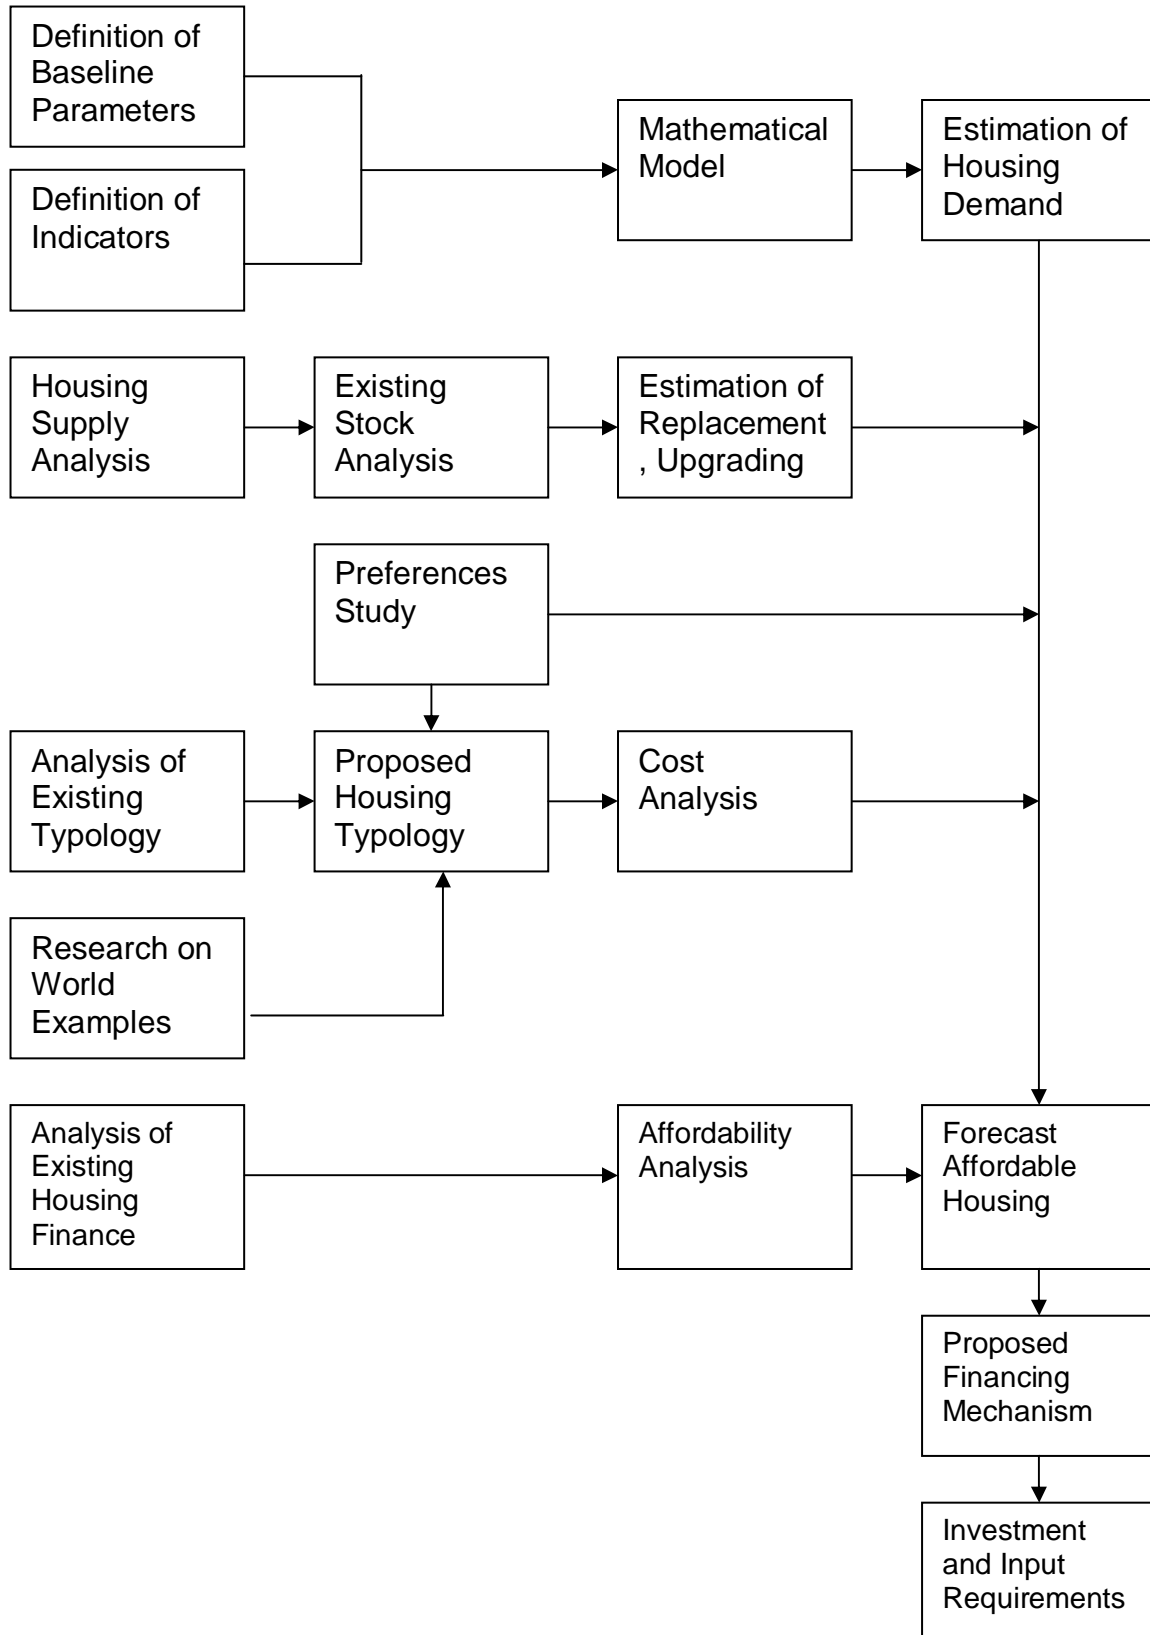 Definition of
Baseline
Parameters
Mathematical
Model
Estimation of
Housing
Demand
Definition of
Indicators
Housing
Supply
Analysis
Existing
Stock
Analysis
Estimation of
Replacement
, Upgrading
Preferences
Study
Analysis of
Existing
Typology
Proposed
Housing
Typology
Cost
Analysis
Research on
World
Examples
Analysis of
Existing
Housing
Finance
Affordability
Analysis
Forecast
Affordable
Housing
Proposed
Financing
Mechanism
Investment
and Input
Requirements